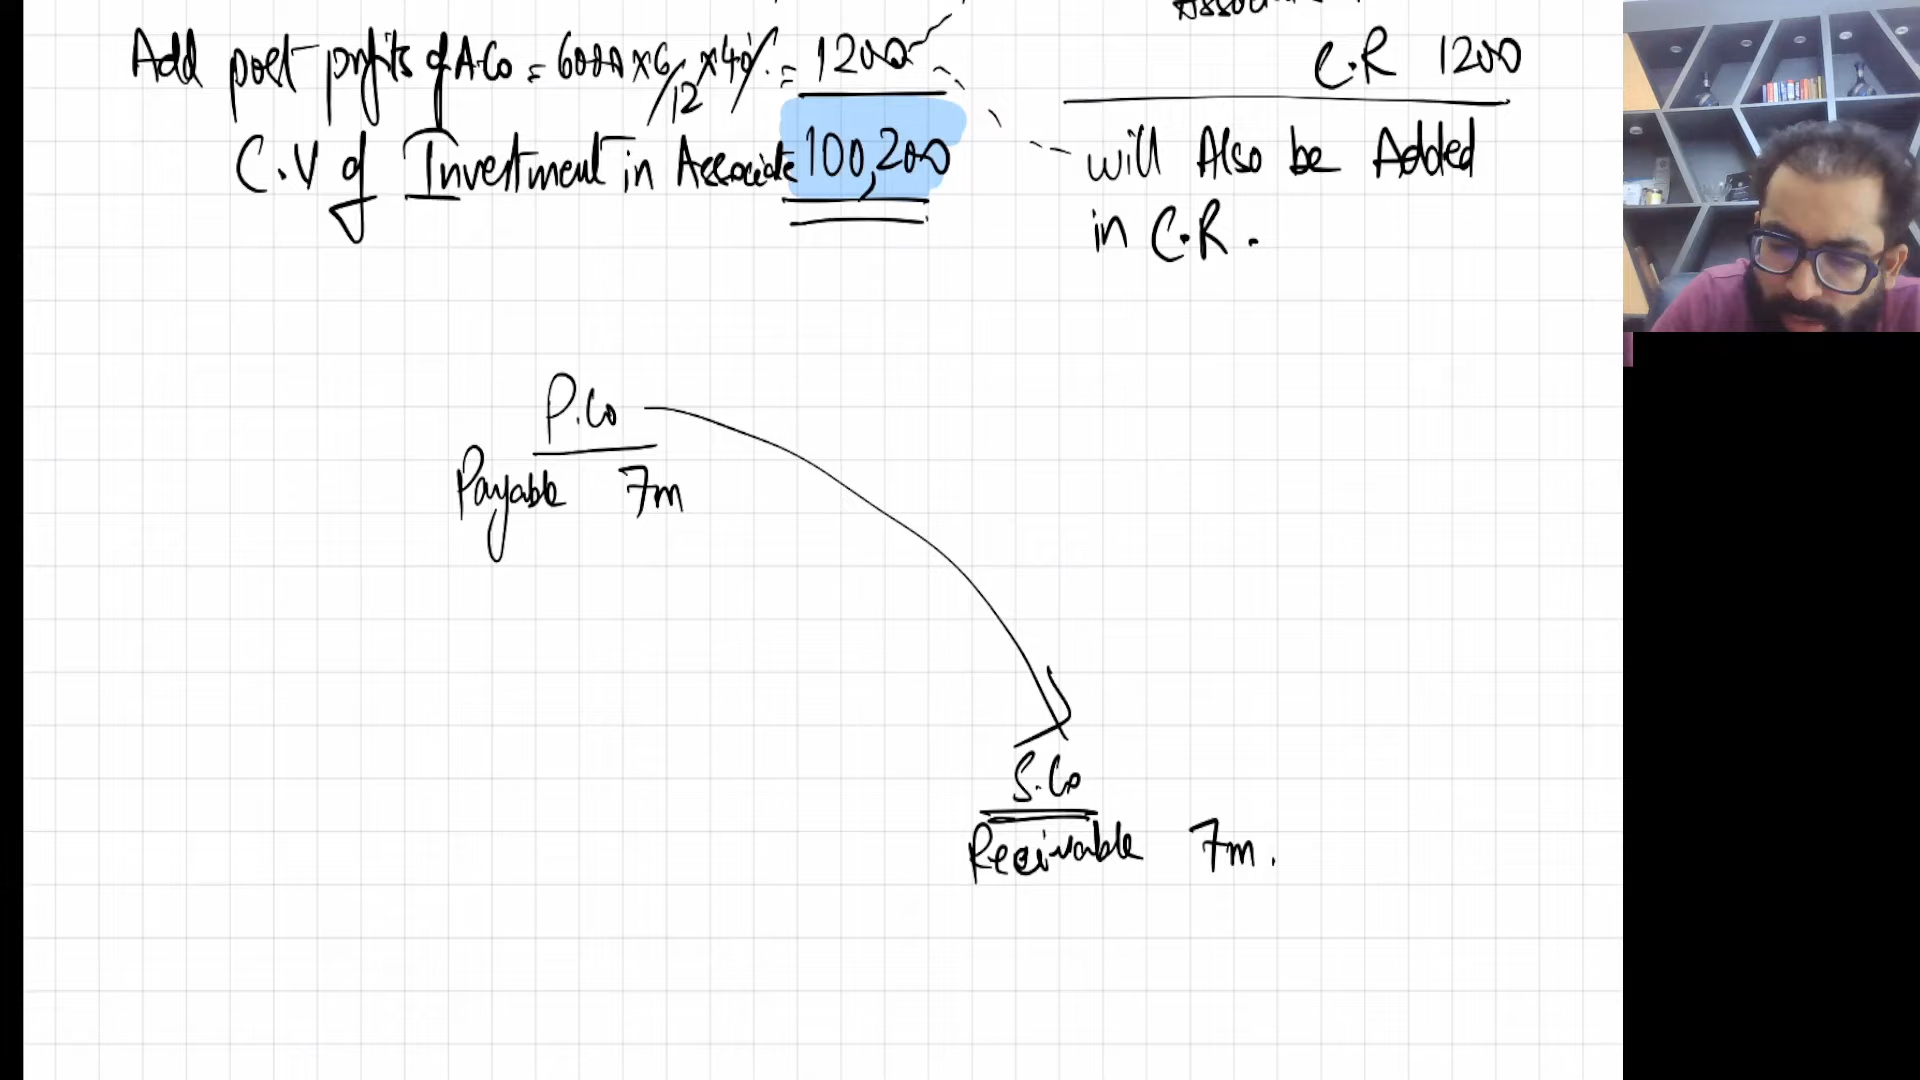 Add post profits of A.Co = 6000 x 6/12 x 40% = 1200
C.V of Investment in Associate 100,200
C.R 1200
will Also be Added
in C.R.
P.Co
Payable 7m
S.Co
Receivable 7m.